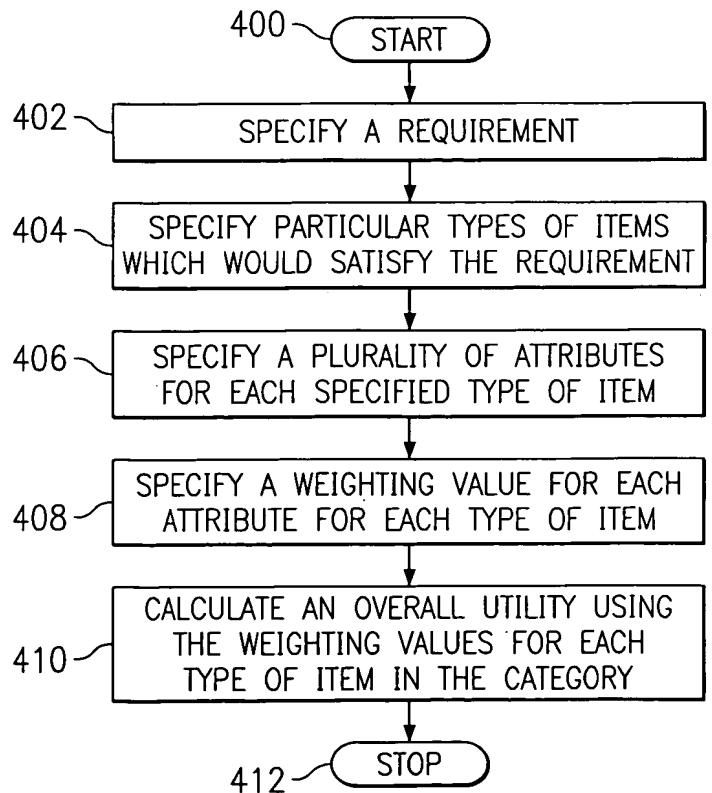 400
START
402
SPECIFY A REQUIREMENT
404
SPECIFY PARTICULAR TYPES OF ITEMS
WHICH WOULD SATISFY THE REQUIREMENT
406
SPECIFY A PLURALITY OF ATTRIBUTES
FOR EACH SPECIFIED TYPE OF ITEM
408
SPECIFY A WEIGHTING VALUE FOR EACH
ATTRIBUTE FOR EACH TYPE OF ITEM
410
CALCULATE AN OVERALL UTILITY USING
THE WEIGHTING VALUES FOR EACH
TYPE OF ITEM IN THE CATEGORY
412
STOP